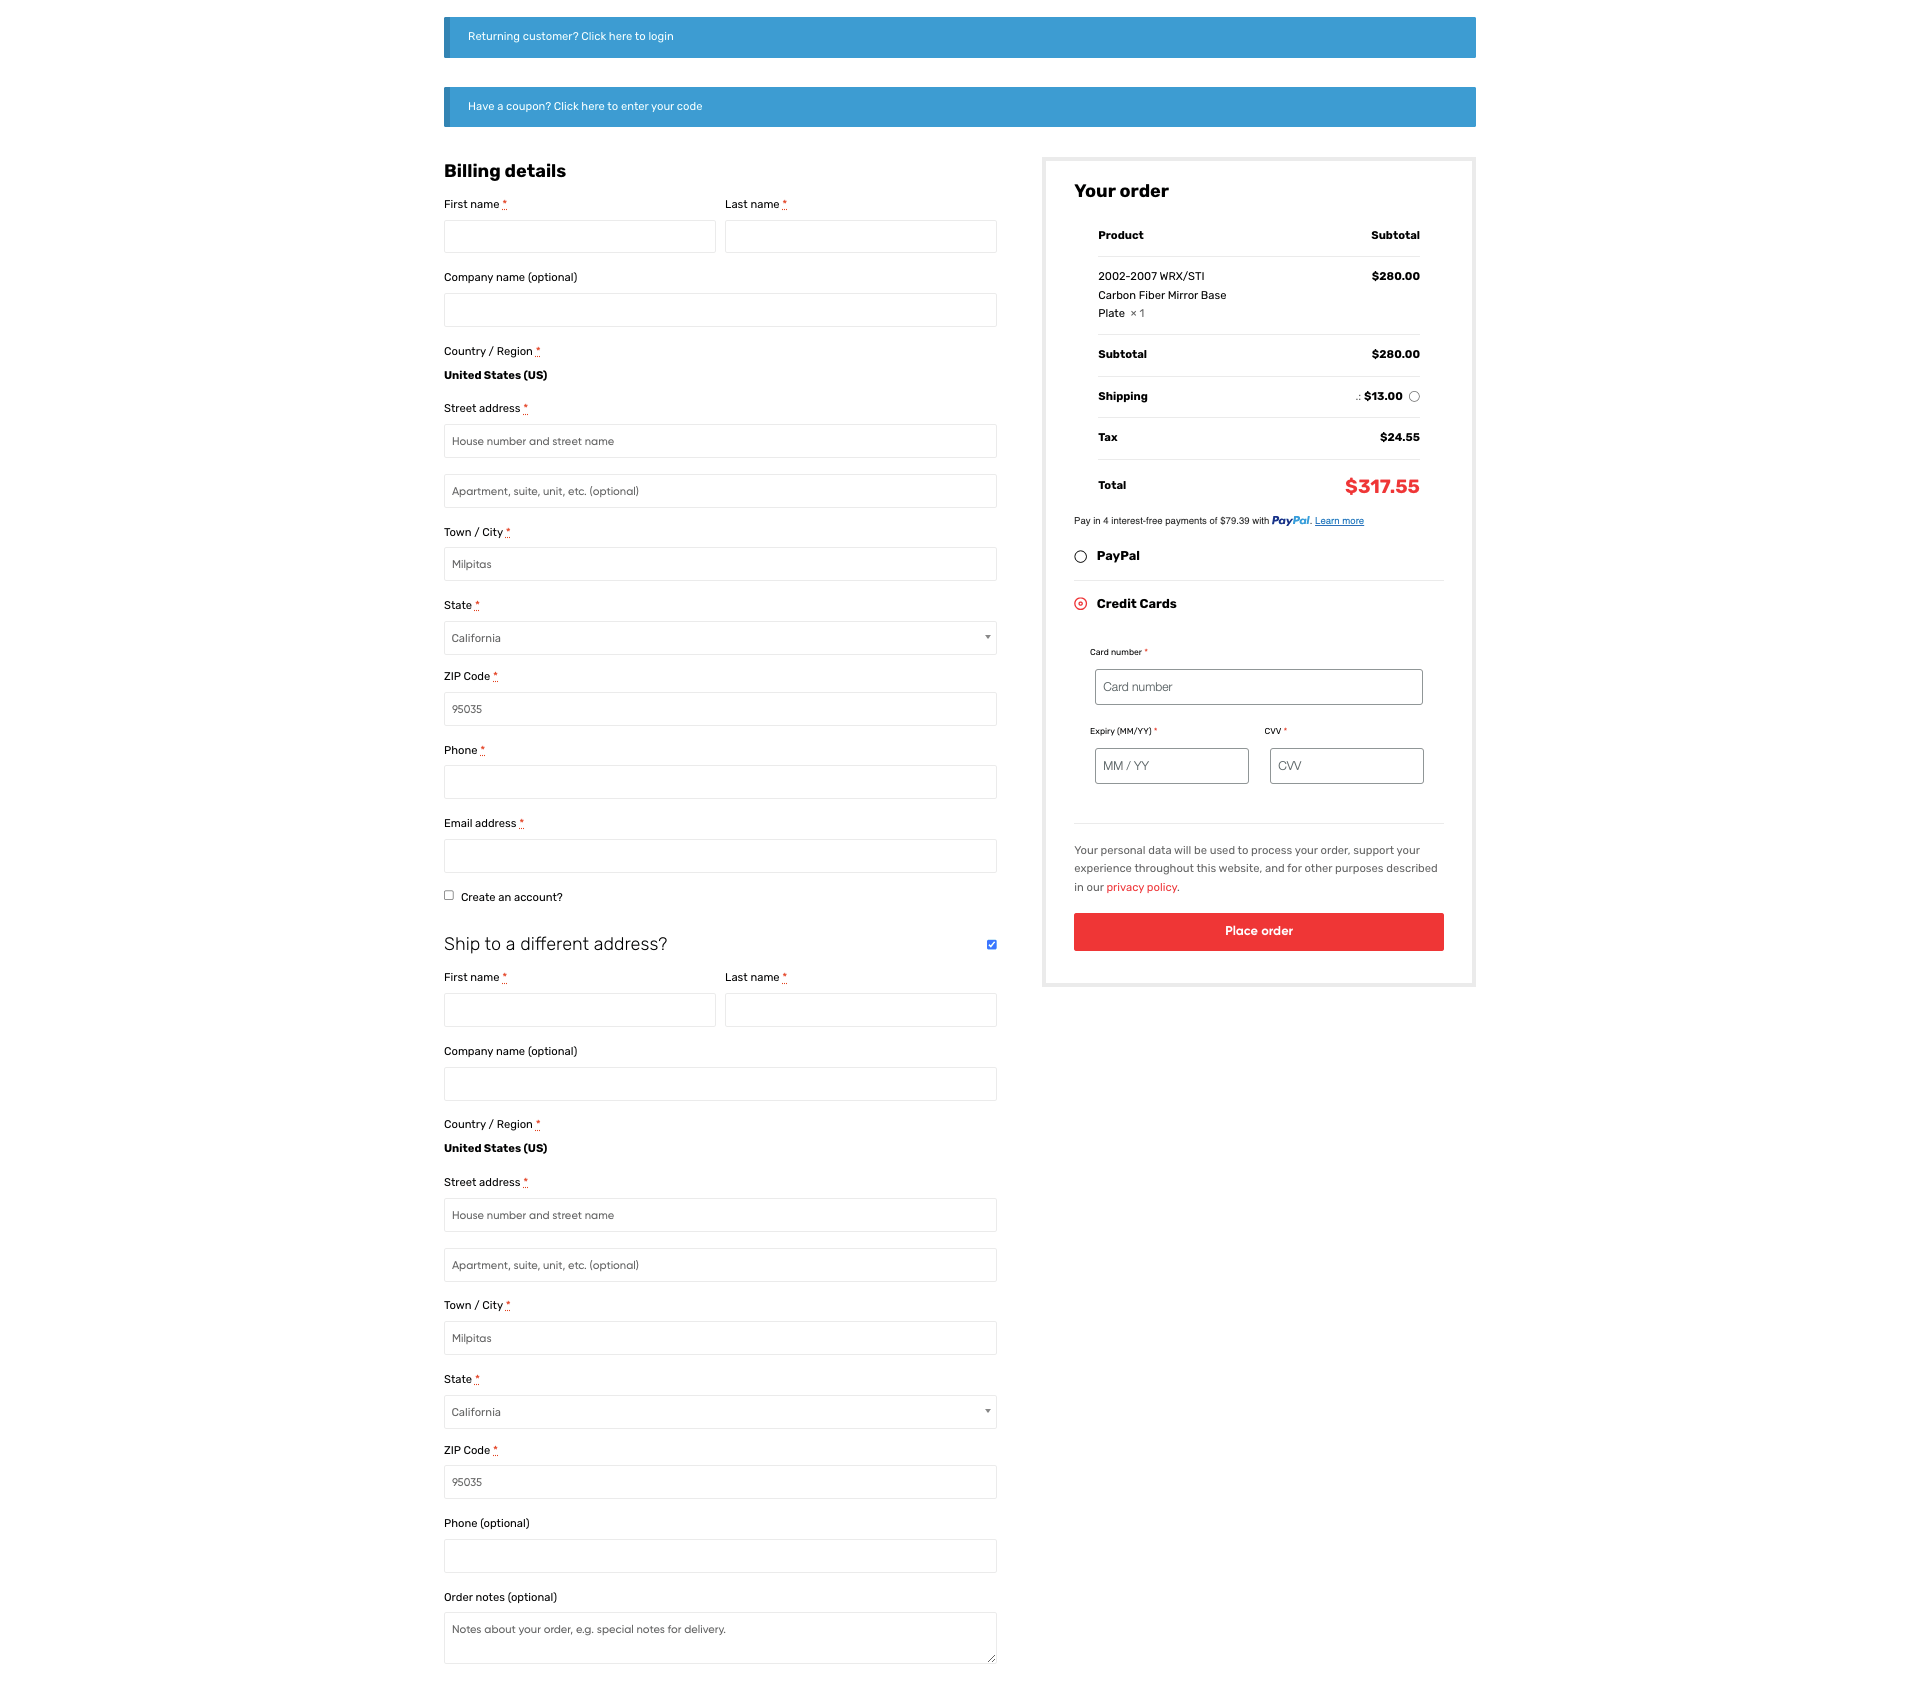 Returning customer? Click here to login
Have a coupon? Click here to enter your code
Billing details
First name *
Last name *
Company name (optional)
Country / Region *
United States (US)
Street address *
House number and street name
Apartment, suite, unit, etc. (optional)
Town / City *
Milpitas
State *
California
ZIP Code *
95035
Phone *
Email address *
Create an account?
Ship to a different address?
First name *
Last name *
Company name (optional)
Country / Region *
United States (US)
Street address *
House number and street name
Apartment, suite, unit, etc. (optional)
Town / City *
Milpitas
State *
California
ZIP Code *
95035
Phone (optional)
Order notes (optional)
Notes about your order, e.g. special notes for delivery.
Your order
Product Subtotal
2002-2007 WRX/STI $280.00
Carbon Fiber Mirror Base
Plate × 1
Subtotal $280.00
Shipping .: $13.00
Tax $24.55
Total $317.55
Pay in 4 interest-free payments of $79.39 with PayPal. Learn more
PayPal
Credit Cards
Card number *
Card number
Expiry (MM/YY) * CVV *
MM / YY CVV
Your personal data will be used to process your order, support your
experience throughout this website, and for other purposes described
in our privacy policy.
Place order